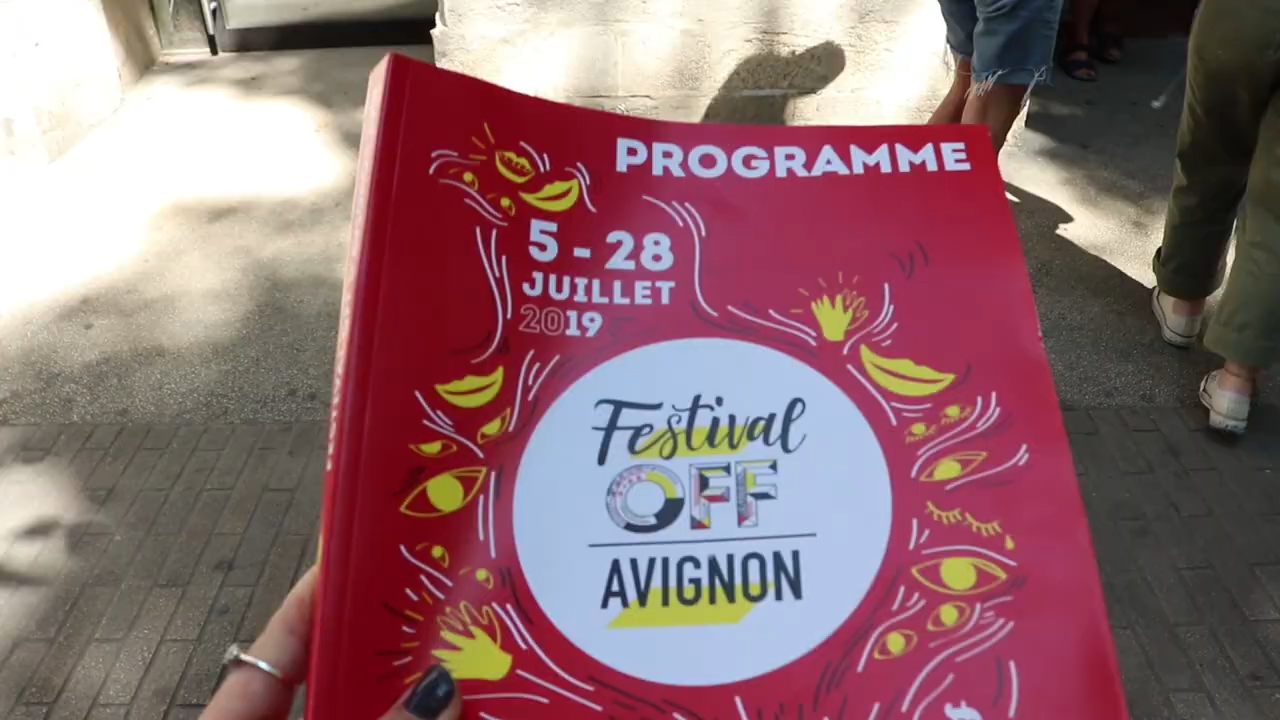 PROGRAMME
5 - 28
JUILLET
2019
Festival
OFF
AVIGNON